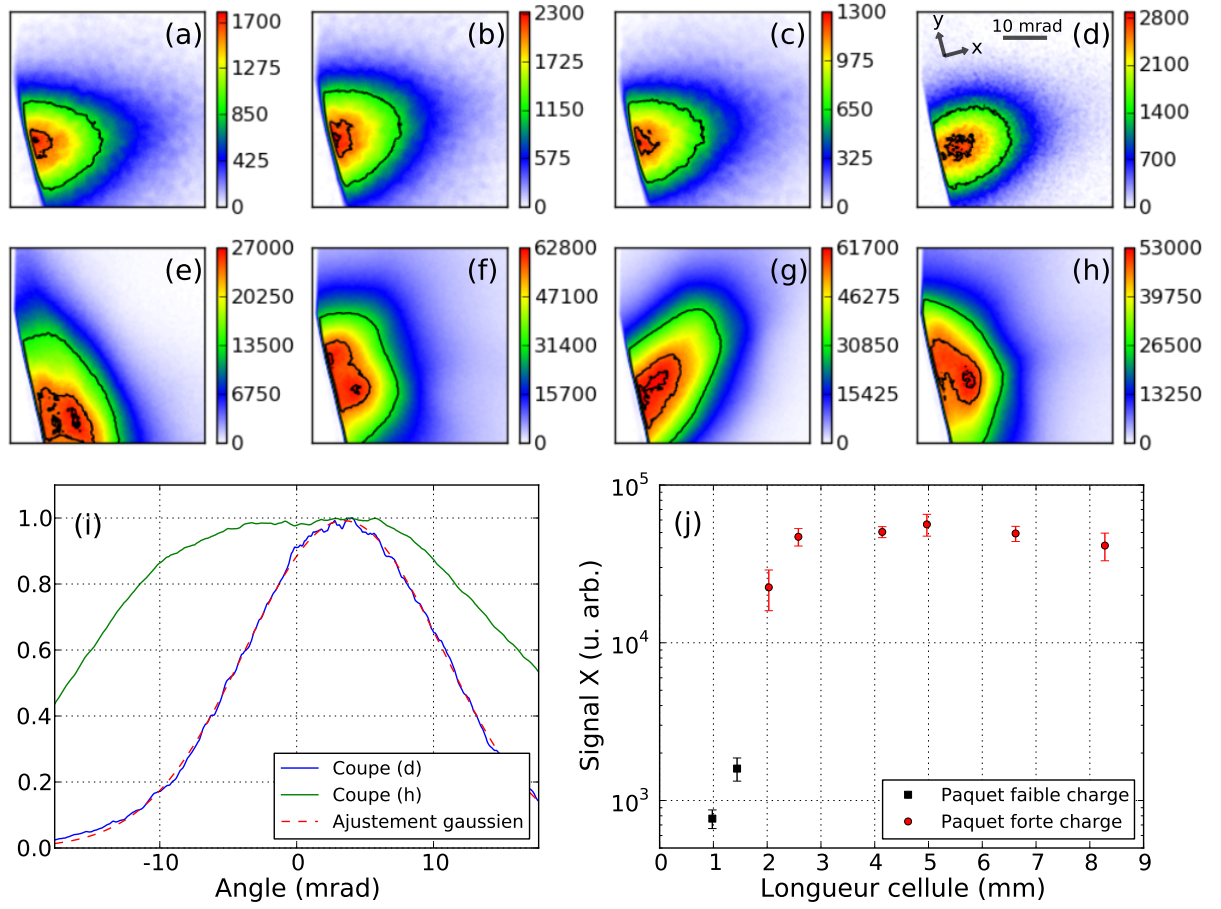 (a) 1700 1275 850 425 0
(b) 2300 1725 1150 575 0
(c) 1300 975 650 325 0
y x 10 mrad (d) 2800 2100 1400 700 0
(e) 27000 20250 13500 6750 0
(f) 62800 47100 31400 15700 0
(g) 61700 46275 30850 15425 0
(h) 53000 39750 26500 13250 0
(i)
1.0
0.8
0.6
0.4
0.2
0.0
-10 0 10
Angle (mrad)
Coupe (d)
Coupe (h)
Ajustement gaussien
(j)
Signal X (u. arb.)
10^5
10^4
10^3
0 1 2 3 4 5 6 7 8 9
Longueur cellule (mm)
Paquet faible charge
Paquet forte charge